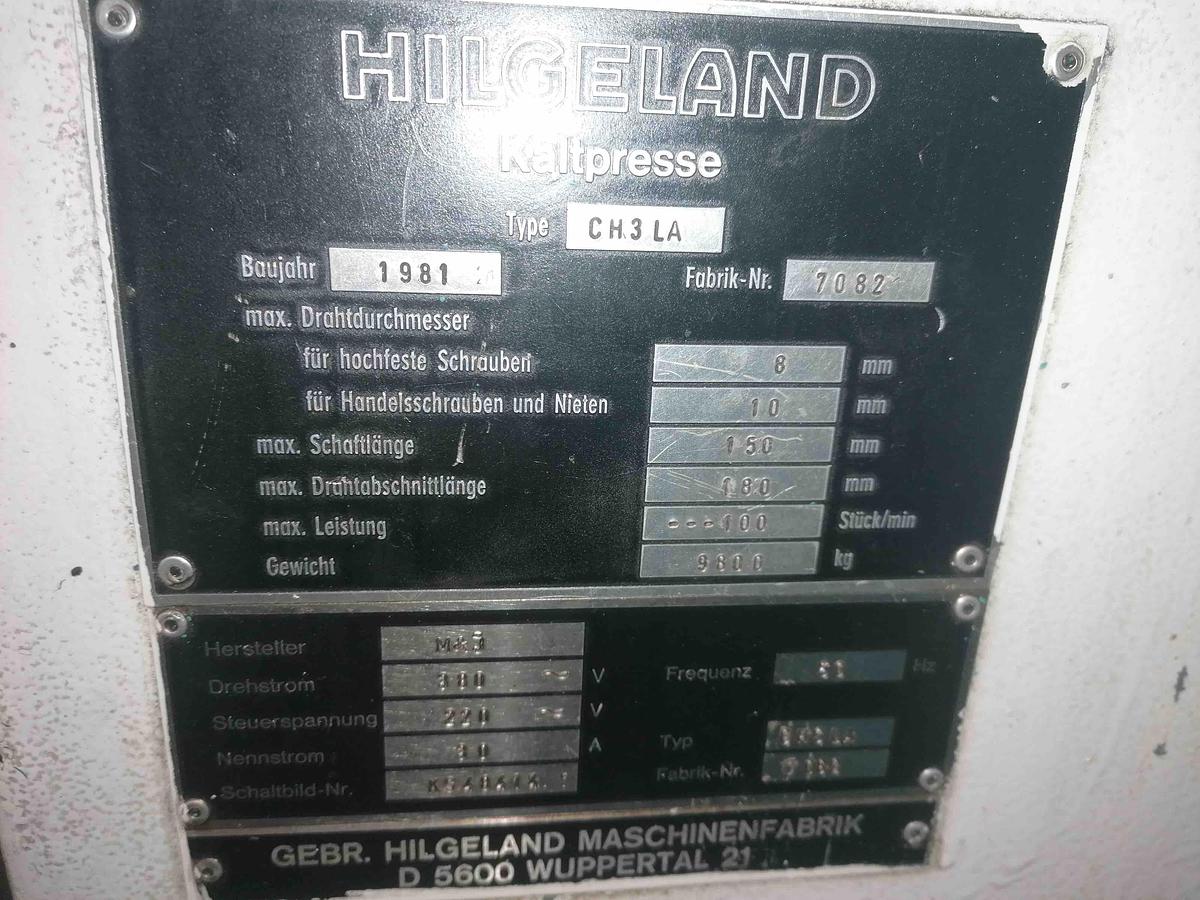 HILGELAND
Kaltpresse
Type CH3LA
Baujahr 1981 Fabrik-Nr. 7082
max. Drahtdurchmesser
für hochfeste Schrauben 8 mm
für Handelsschrauben und Nieten 10 mm
max. Schaftlänge 150 mm
max. Drahtabschnittlänge 180 mm
max. Leistung ---100 Stück/min
Gewicht 9800 kg
Hersteller
Drehstrom 380 ~ V
Frequenz Hz
Steuerspannung 220 V
Nennstrom A
Typ
Schaltbild-Nr.
Fabrik-Nr.
GEBR. HILGELAND MASCHINENFABRIK
D 5600 WUPPERTAL 21